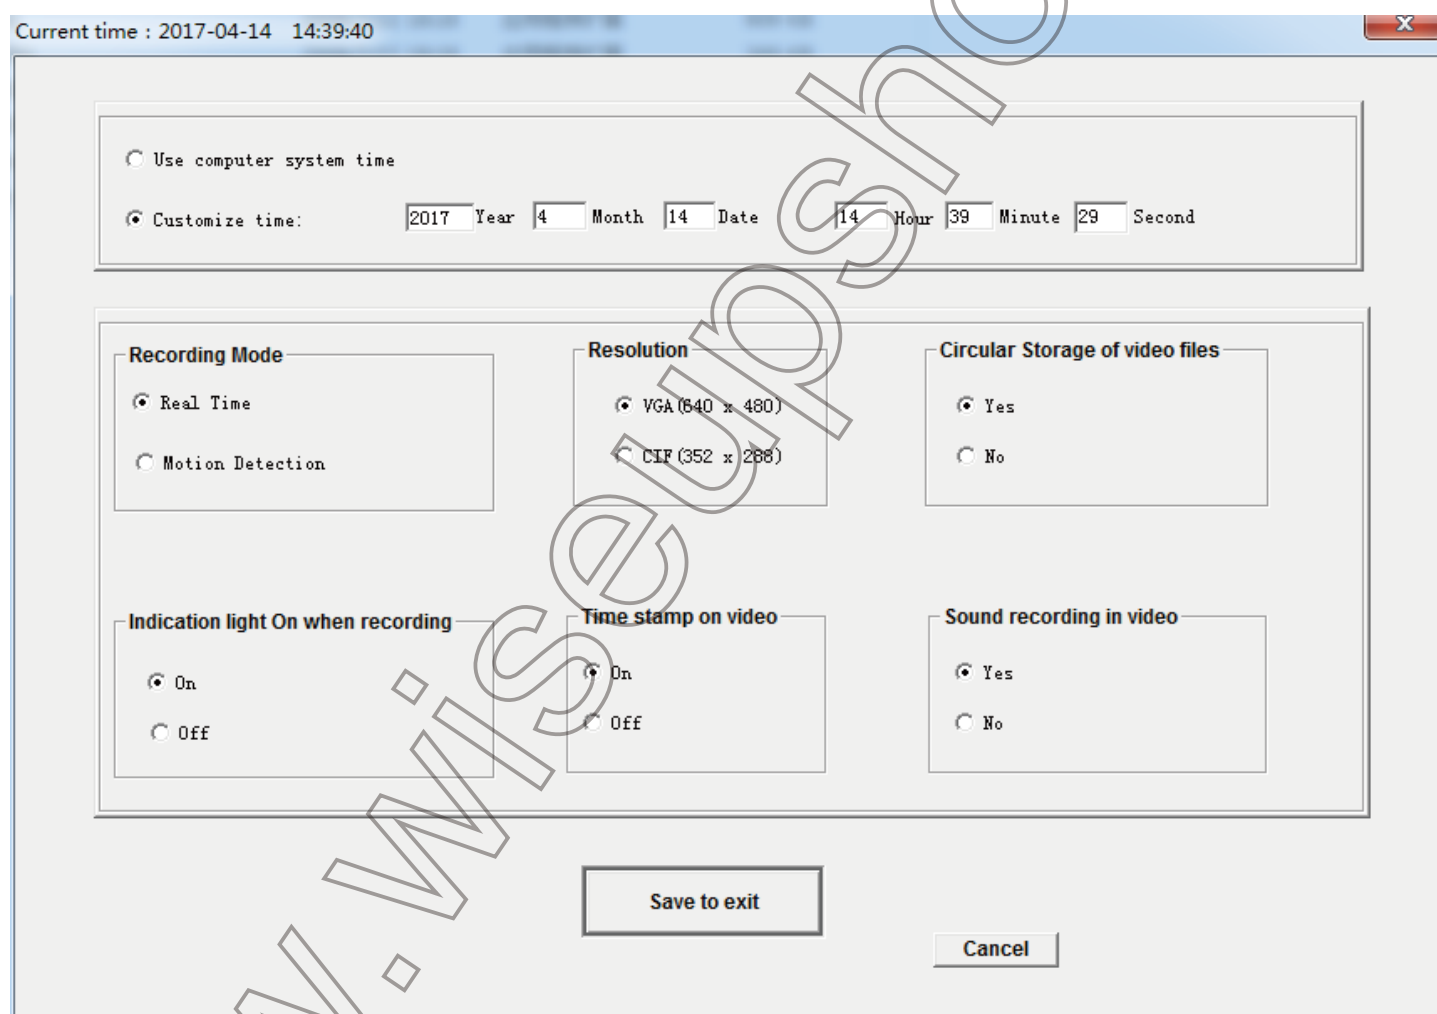 Current time : 2017-04-14 14:39:40
x
Use computer system time
Customize time: 2017 Year 4 Month 14 Date 14 Hour 39 Minute 29 Second
Recording Mode
Real Time
Motion Detection
Resolution
VGA(640 x 480)
CIF(352 x 288)
Circular Storage of video files
Yes
No
Indication light On when recording
On
Off
Time stamp on video
On
Off
Sound recording in video
Yes
No
Save to exit
Cancel
.wiseupsho